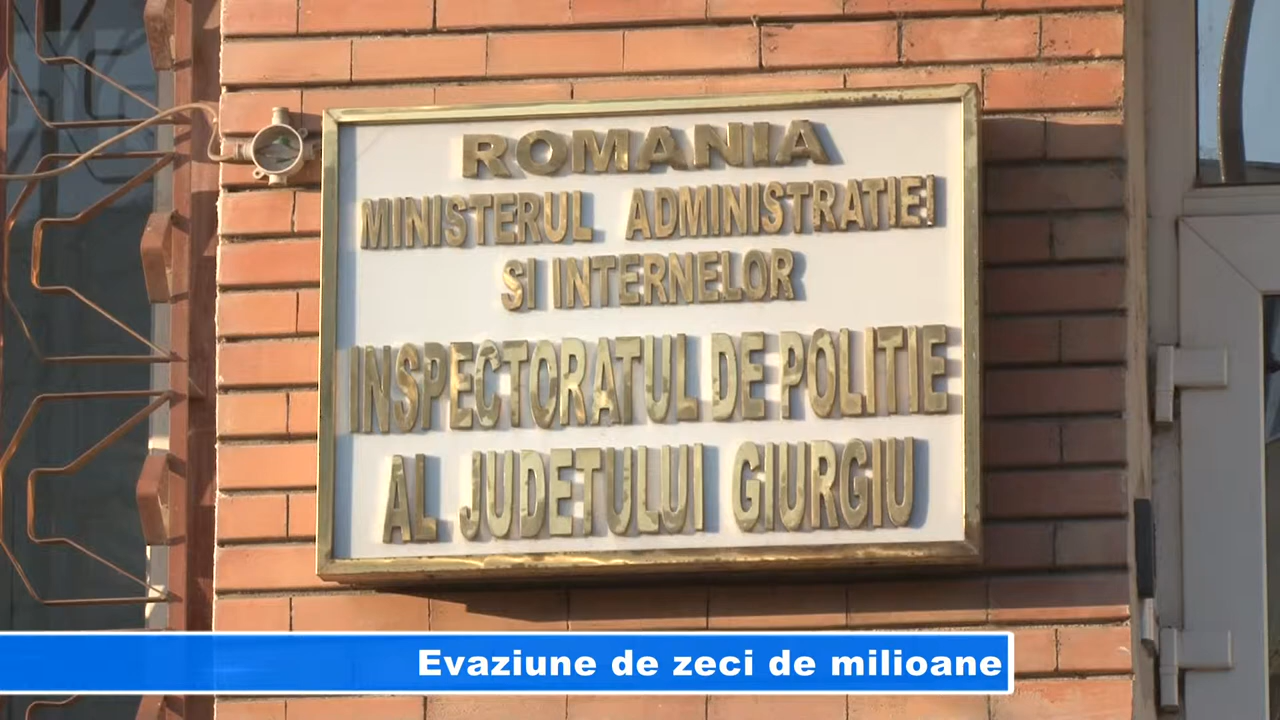 ROMANIA
MINISTERUL ADMINISTRATIEI
SI INTERNELOR
INSPECTORATUL DE POLITIE
AL JUDETULUI GIURGIU
Evaziune de zeci de milioane